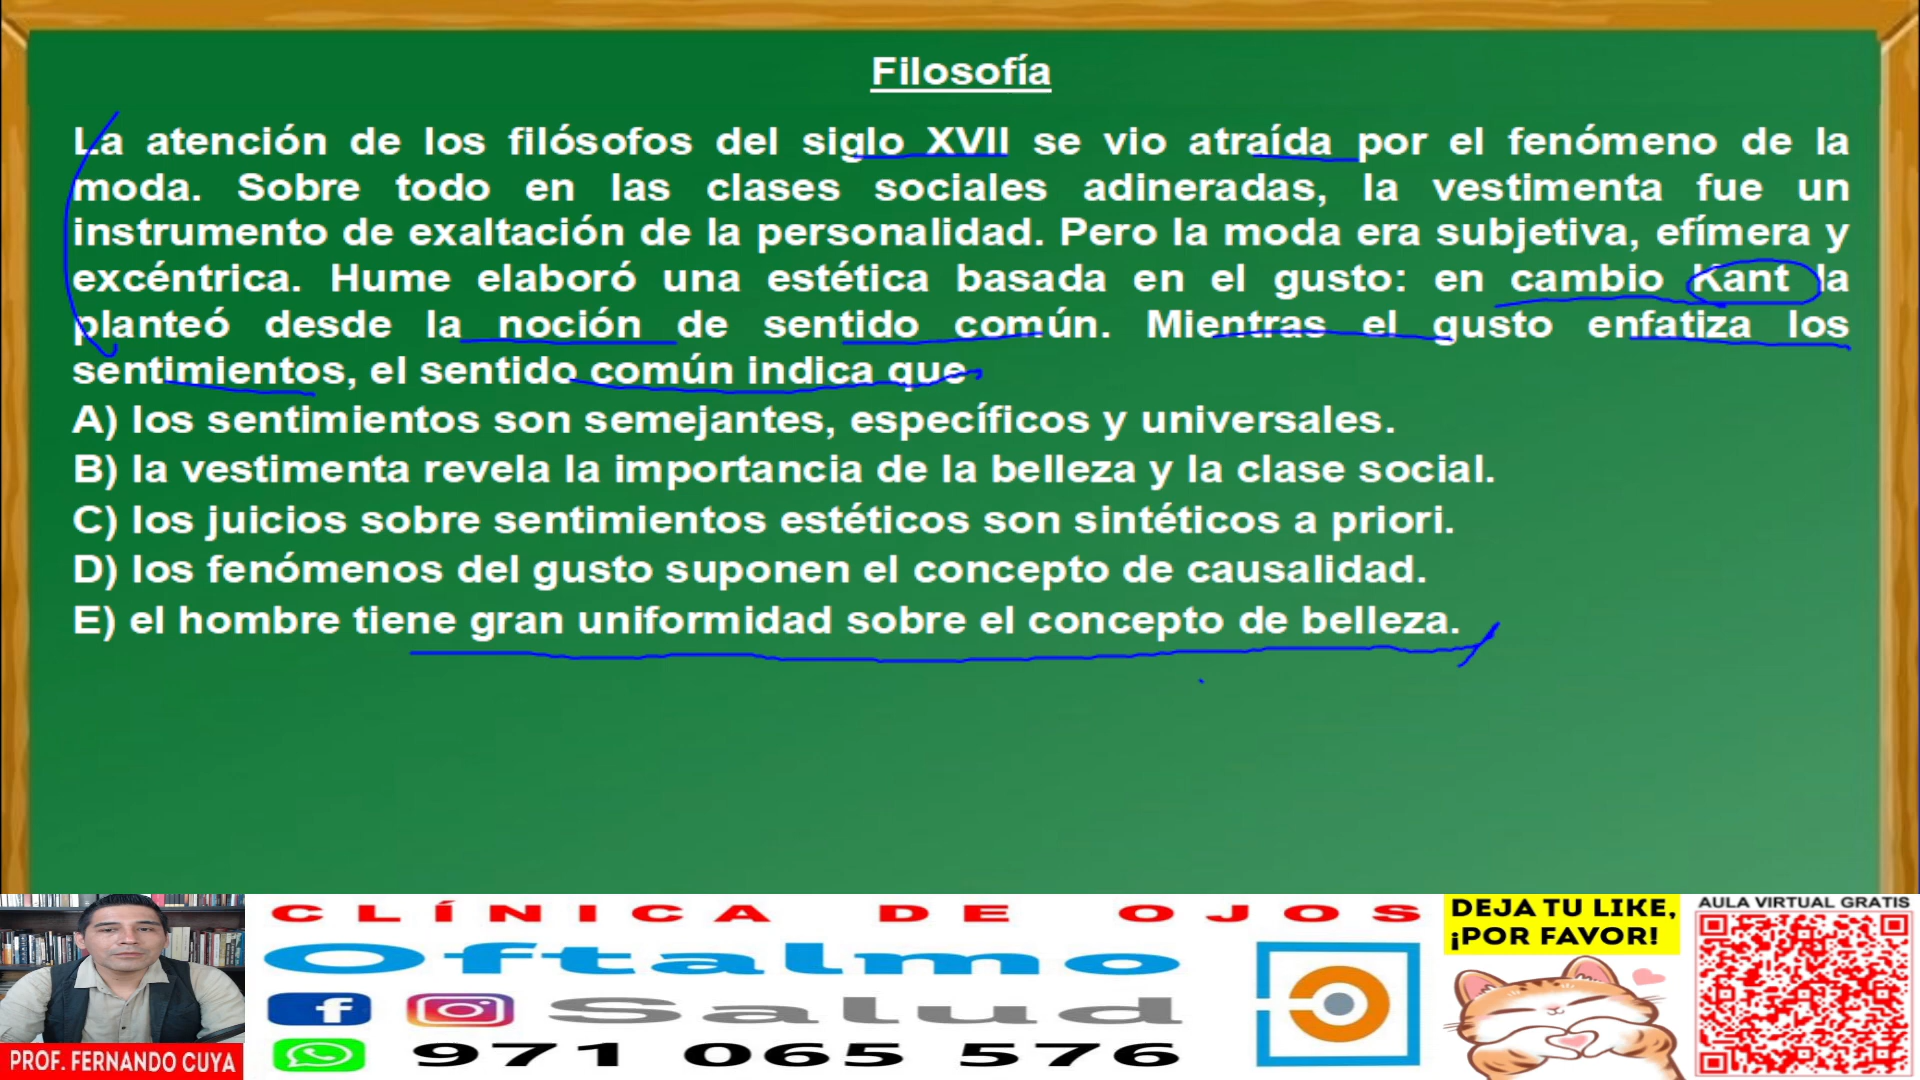 Filosofía
La atención de los filósofos del siglo XVII se vio atraída por el fenómeno de la
moda. Sobre todo en las clases sociales adineradas, la vestimenta fue un
instrumento de exaltación de la personalidad. Pero la moda era subjetiva, efímera y
excéntrica. Hume elaboró una estética basada en el gusto: en cambio Kant la
planteó desde la noción de sentido común. Mientras el gusto enfatiza los
sentimientos, el sentido común indica que
A) los sentimientos son semejantes, específicos y universales.
B) la vestimenta revela la importancia de la belleza y la clase social.
C) los juicios sobre sentimientos estéticos son sintéticos a priori.
D) los fenómenos del gusto suponen el concepto de causalidad.
E) el hombre tiene gran uniformidad sobre el concepto de belleza.
PROF. FERNANDO CUYA
CLÍNICA DE OJOS
Oftalmo
Salud
971 065 576
DEJA TU LIKE,
¡POR FAVOR!
AULA VIRTUAL GRATIS